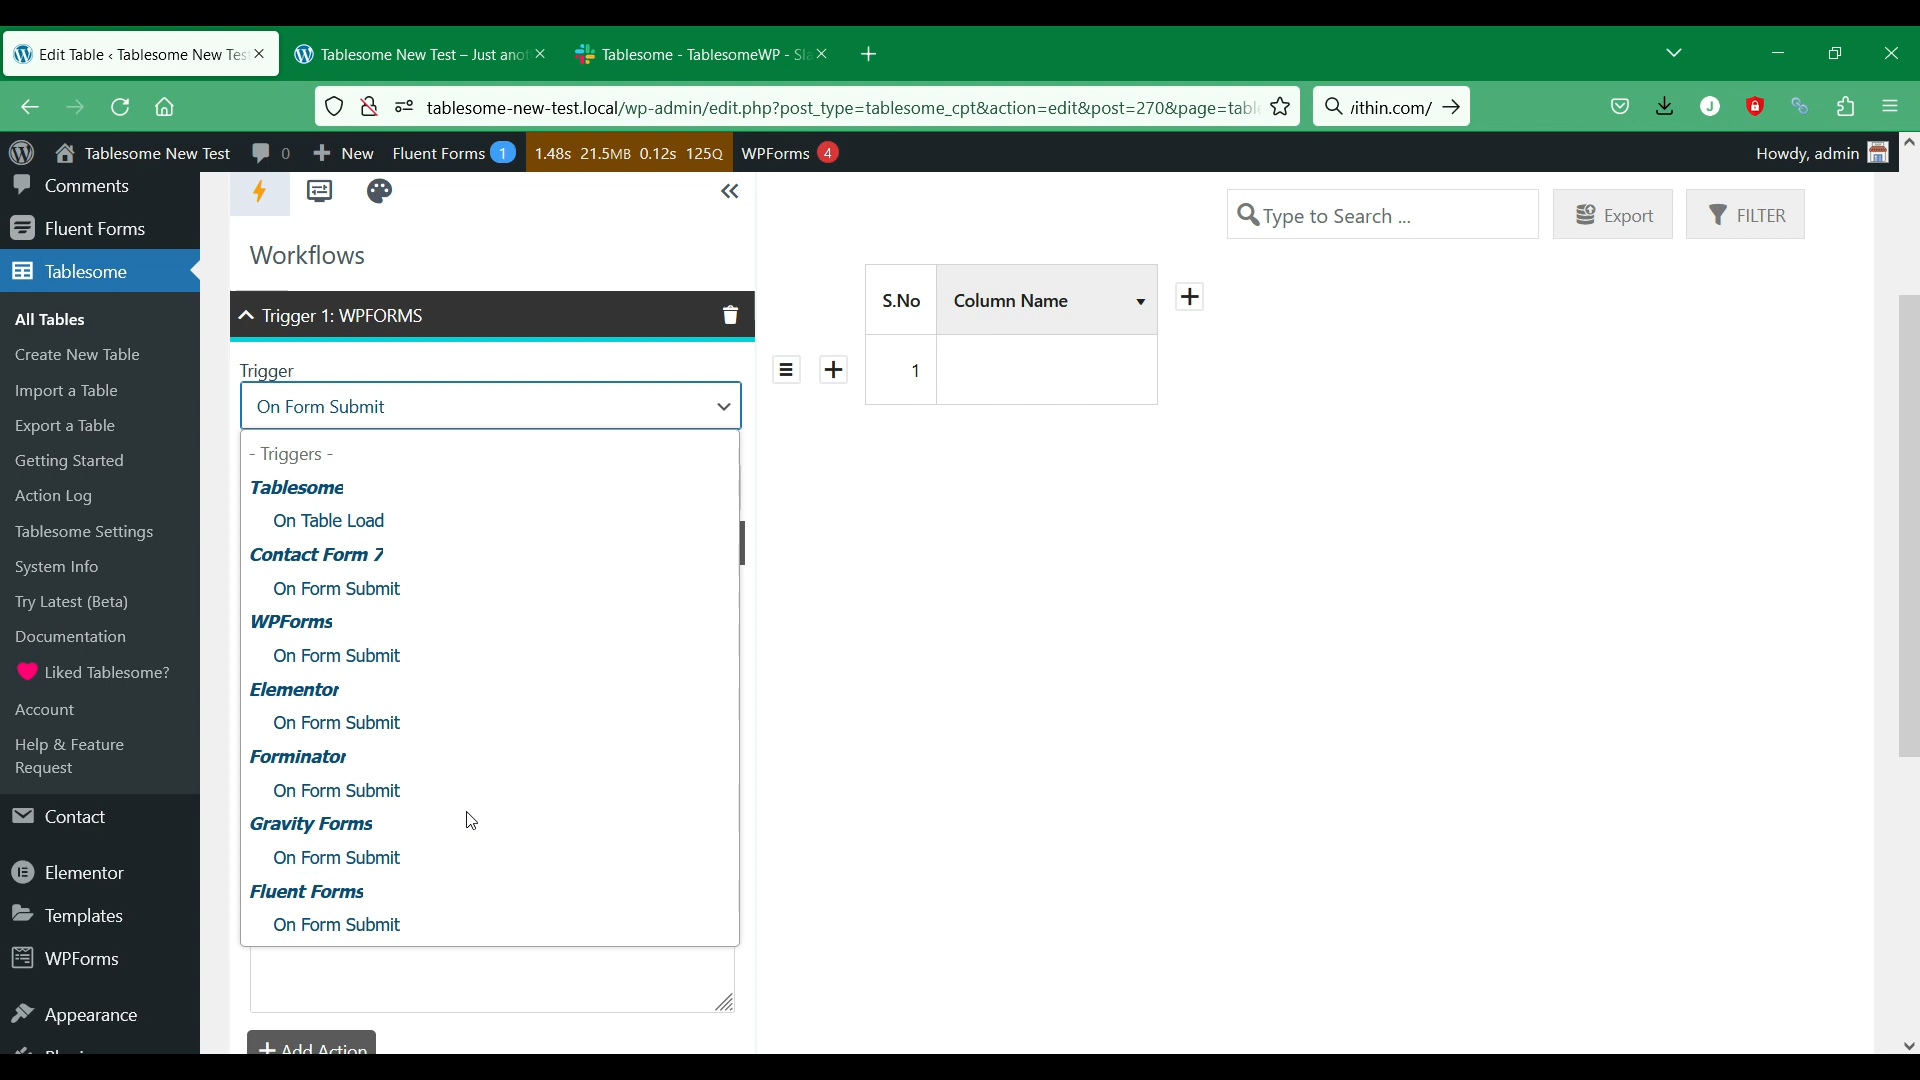 Edit Table ‹ Tablesome New Test
Tablesome New Test – Just anot
Tablesome - TablesomeWP - Sla
tablesome-new-test.local/wp-admin/edit.php?post_type=tablesome_cpt&action=edit&post=270&page=table
/ithin.com/
J
Tablesome New Test
0
New
Fluent Forms 1
1.48s 21.5MB 0.12s 125Q
WPForms 4
Howdy, admin
Comments
Fluent Forms
Tablesome
All Tables
Create New Table
Import a Table
Export a Table
Getting Started
Action Log
Tablesome Settings
System Info
Try Latest (Beta)
Documentation
Liked Tablesome?
Account
Help & Feature
Request
Contact
Elementor
Templates
WPForms
Appearance
Workflows
Trigger 1: WPFORMS
Trigger
On Form Submit
- Triggers -
Tablesome
On Table Load
Contact Form 7
On Form Submit
WPForms
On Form Submit
Elementor
On Form Submit
Forminator
On Form Submit
Gravity Forms
On Form Submit
Fluent Forms
On Form Submit
Add Action
Type to Search ...
Export
FILTER
S.No
Column Name
1